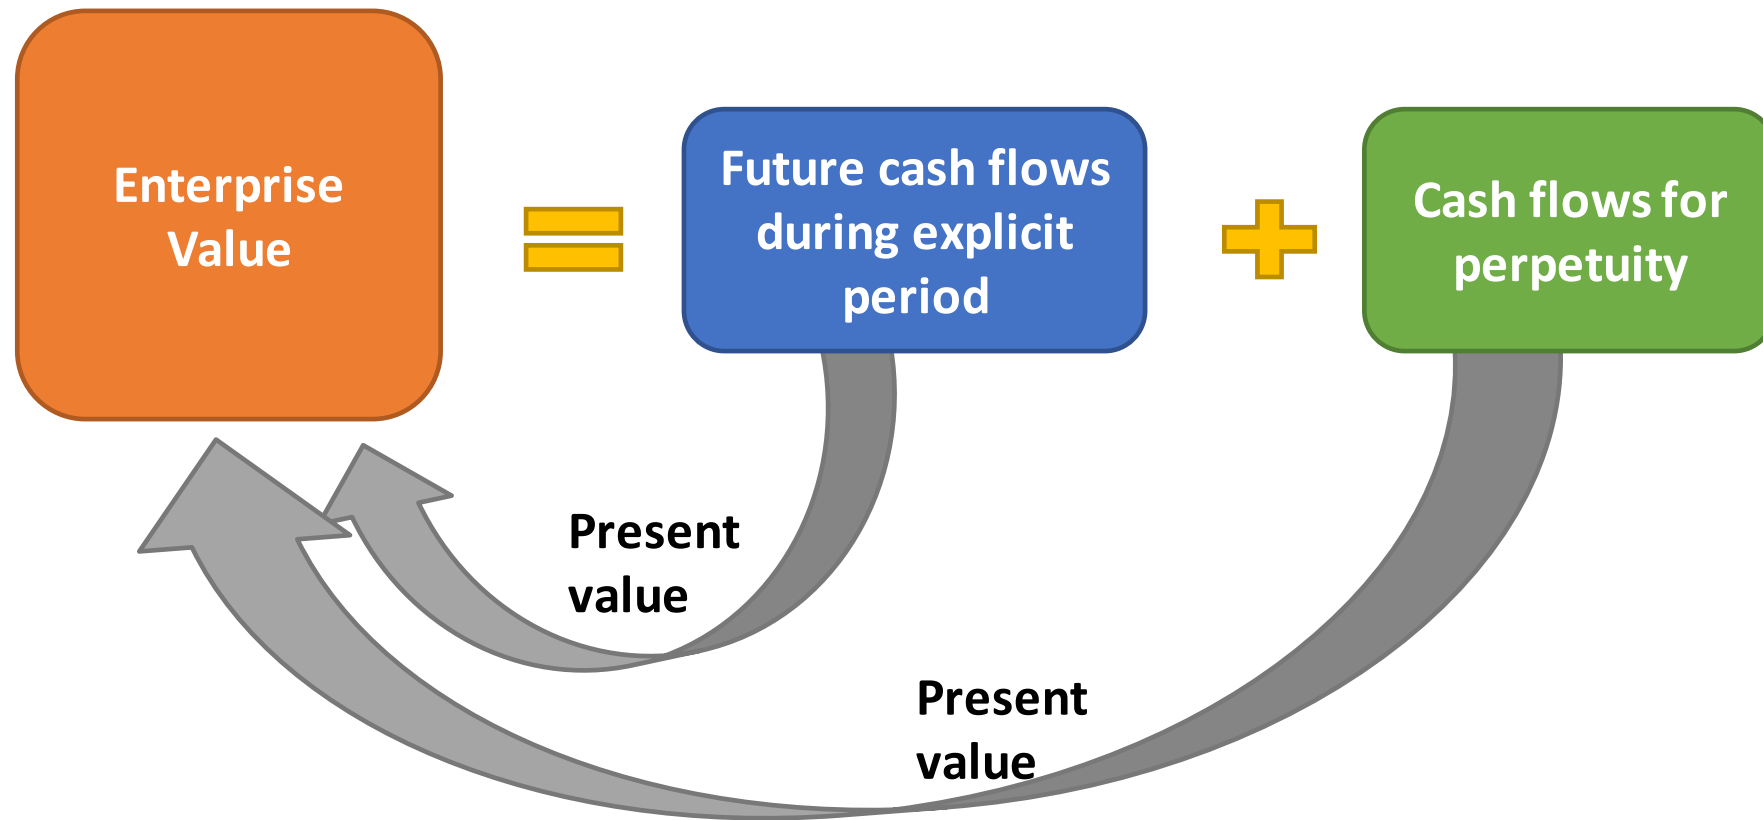 Enterprise
Value
Future cash flows
during explicit
period
Cash flows for
perpetuity
Present
value
Present
value